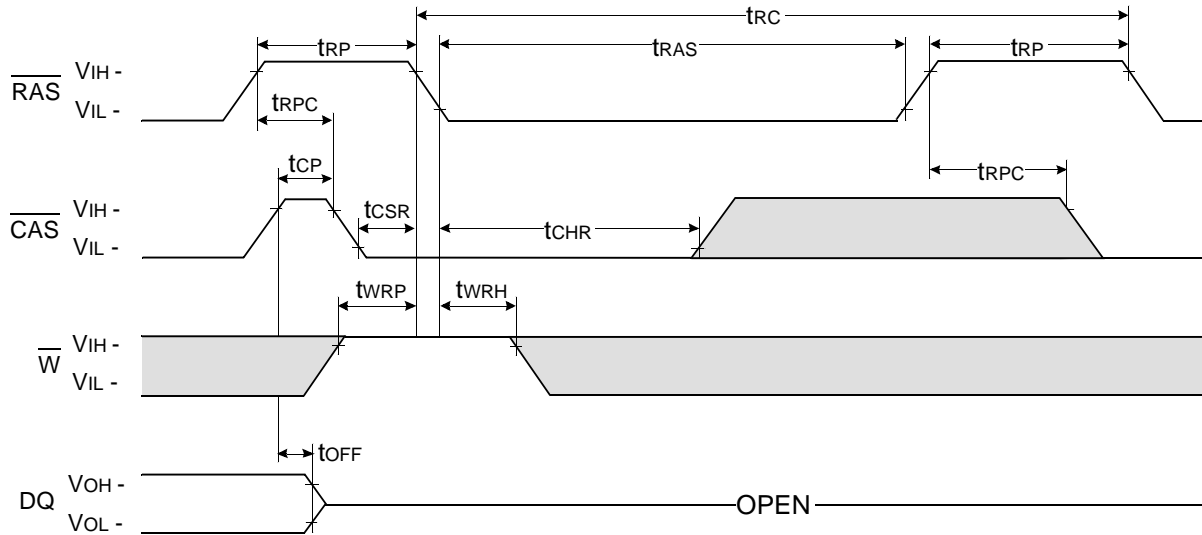 tRC
tRP
tRAS
tRP
RAS
VIH -
VIL -
tRPC
tCP
tRPC
CAS
VIH -
VIL -
tCSR
tCHR
tWRP
tWRH
W
VIH -
VIL -
tOFF
DQ
VOH -
VOL -
OPEN